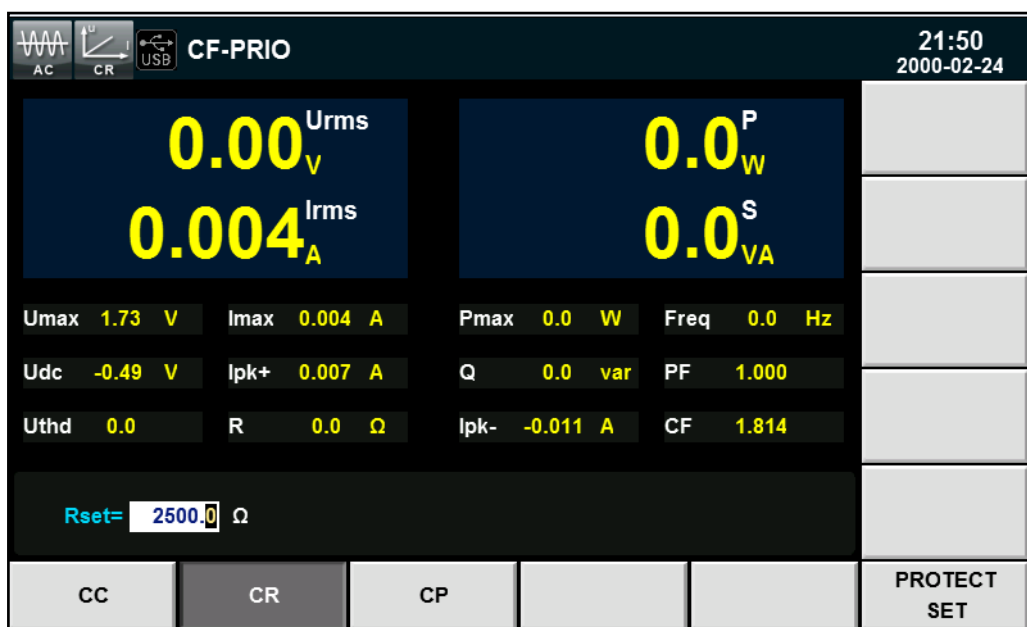 AC
U
I
CR
USB
CF-PRIO
21:50
2000-02-24
0.00 Urms V
0.004 Irms A
0.0 P W
0.0 S VA
Umax 1.73 V Imax 0.004 A Pmax 0.0 W Freq 0.0 Hz
Udc -0.49 V Ipk+ 0.007 A Q 0.0 var PF 1.000
Uthd 0.0 R 0.0 Ω Ipk- -0.011 A CF 1.814
Rset= 2500.0 Ω
CC CR CP PROTECT
SET